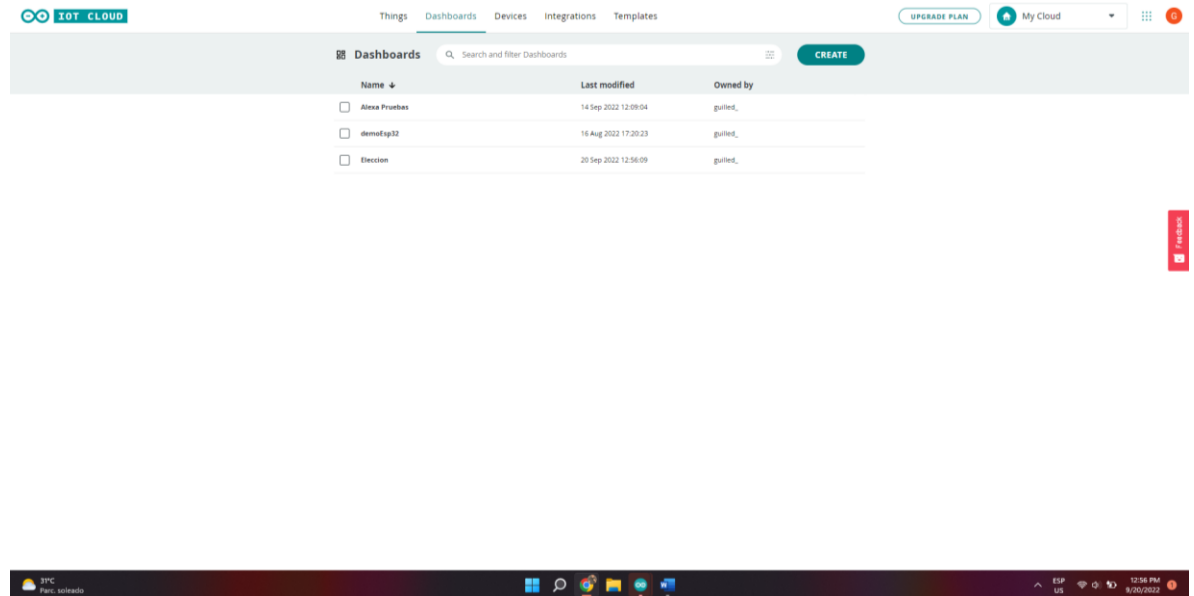 IOT CLOUD Things Dashboards Devices Integrations Templates UPGRADE PLAN My Cloud G
Dashboards Search and filter Dashboards CREATE
Name Last modified Owned by
Alexa Pruebas 14 Sep 2022 12:09:04 guilled_
demoEsp32 16 Aug 2022 17:20:23 guilled_
Eleccion 20 Sep 2022 12:56:09 guilled_
Feedback
31°C ESP 12:56 PM
Parc. soleado US 9/20/2022 1